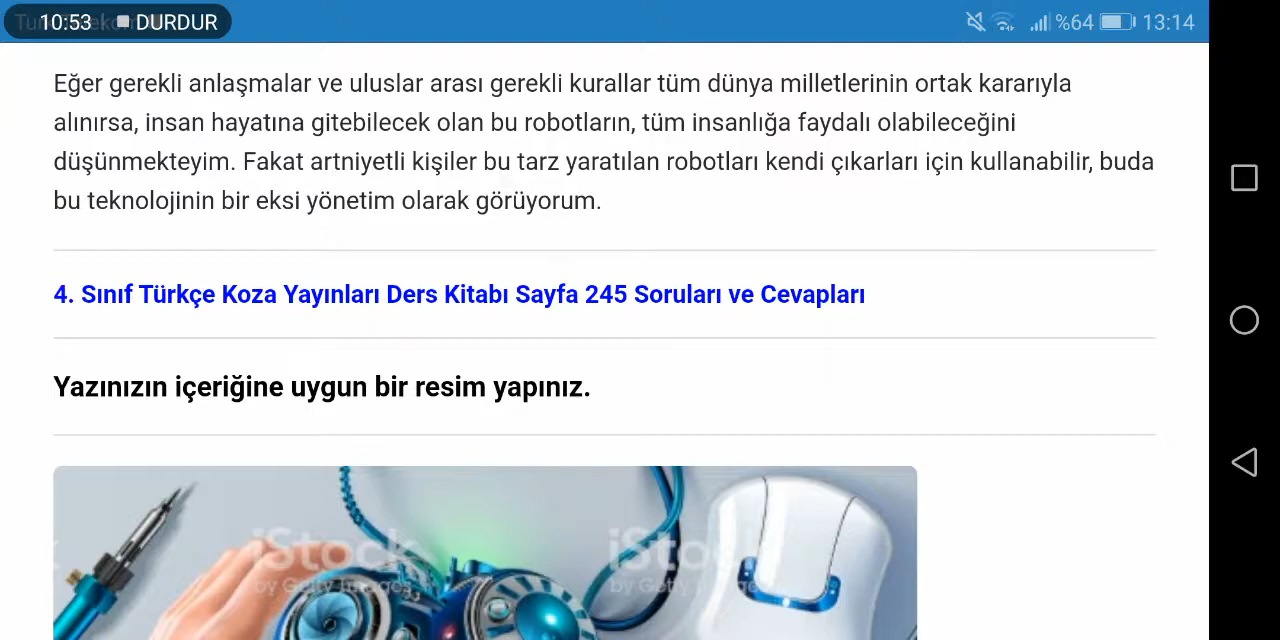 10:53 DURDUR %64 13:14
Eğer gerekli anlaşmalar ve uluslar arası gerekli kurallar tüm dünya milletlerinin ortak kararıyla
alınırsa, insan hayatına gitebilecek olan bu robotların, tüm insanlığa faydalı olabileceğini
düşünmekteyim. Fakat artniyetli kişiler bu tarz yaratılan robotları kendi çıkarları için kullanabilir, buda
bu teknolojinin bir eksi yönetim olarak görüyorum.
4. Sınıf Türkçe Koza Yayınları Ders Kitabı Sayfa 245 Soruları ve Cevapları
Yazınızın içeriğine uygun bir resim yapınız.
iStock iStock
by Getty Images by Getty Images